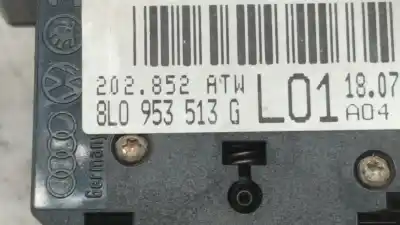 202.852 ATW
8L0 953 513 G
L01
18.07
A04
Germany